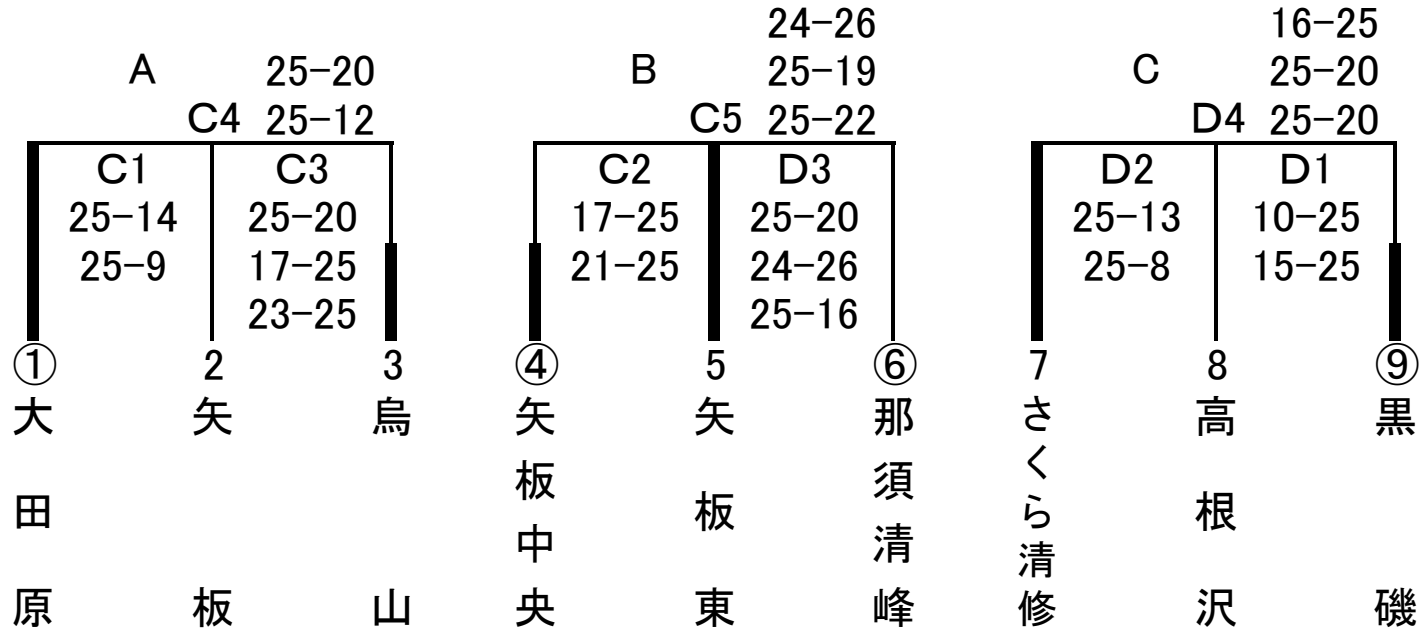 A
25-20
C4 25-12
C1
25-14
25-9
C3
25-20
17-25
23-25
①
2
3
大田原
矢板
烏山
24-26
B
25-19
C5 25-22
C2
17-25
21-25
D3
25-20
24-26
25-16
④
5
⑥
矢板中央
矢板東
那須清峰
16-25
C
25-20
D4 25-20
D2
25-13
25-8
D1
10-25
15-25
7
8
⑨
さくら清修
高根沢
黒磯